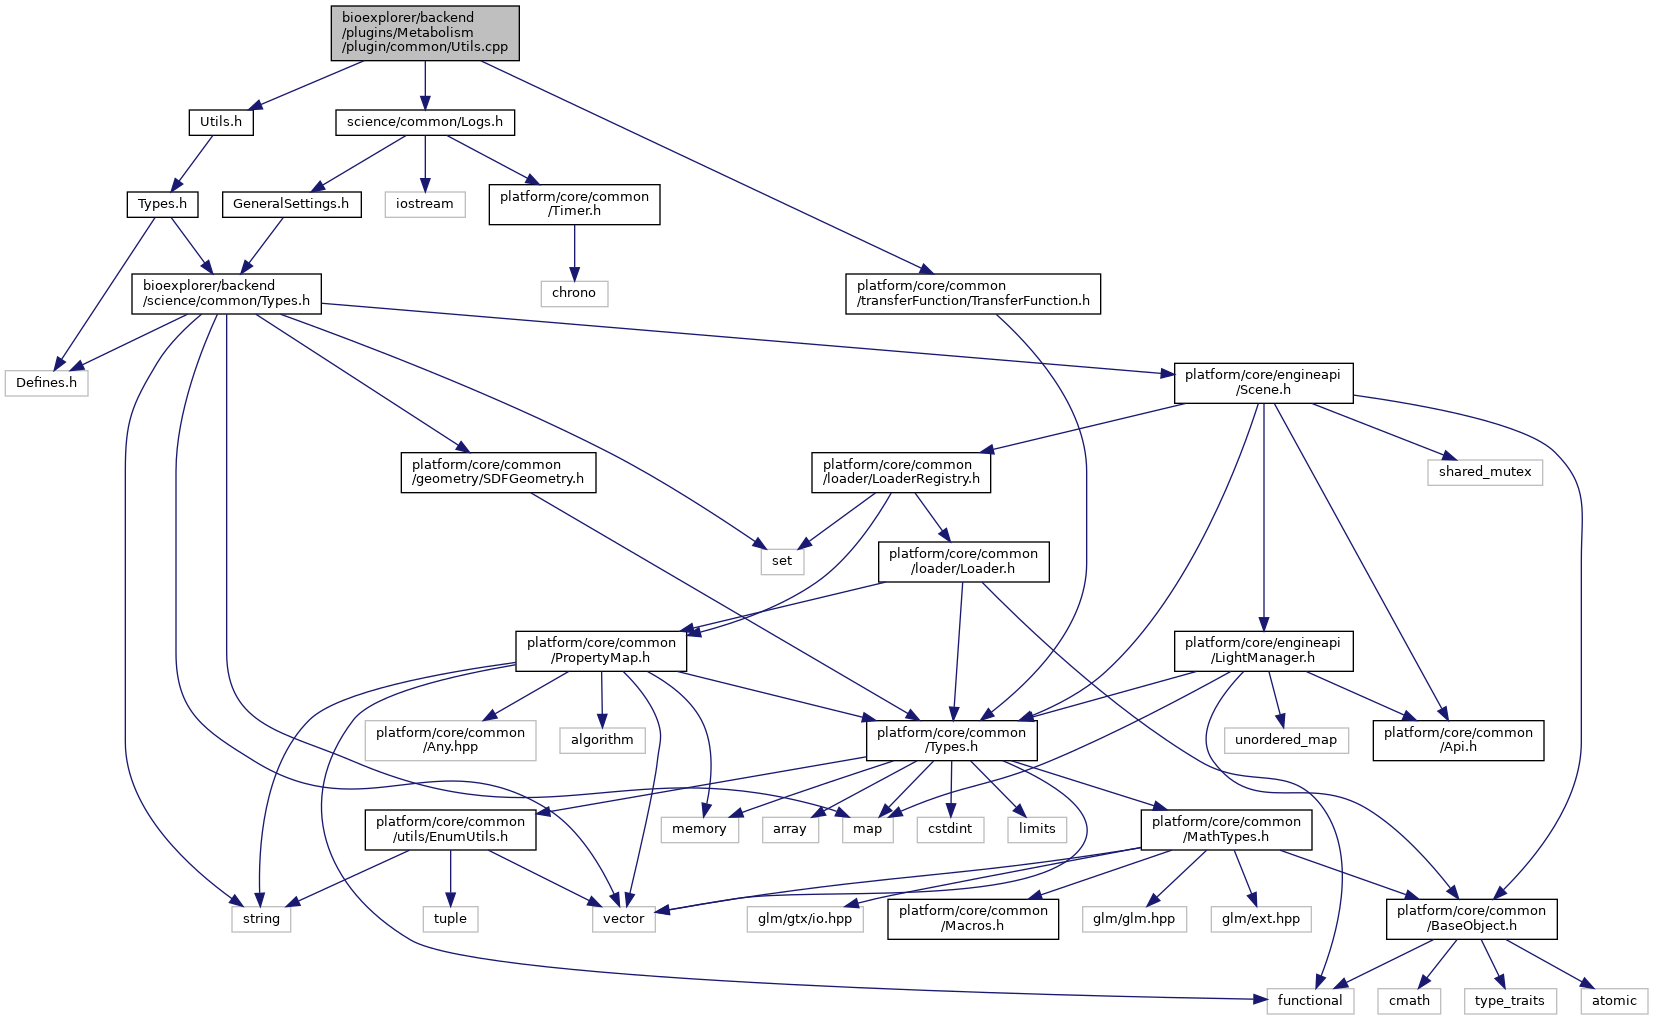 bioexplorer/backend
/plugins/Metabolism
/plugin/common/Utils.cpp
Utils.h
science/common/Logs.h
Types.h
GeneralSettings.h
iostream
platform/core/common
/Timer.h
bioexplorer/backend
/science/common/Types.h
chrono
platform/core/common
/transferFunction/TransferFunction.h
Defines.h
platform/core/engineapi
/Scene.h
platform/core/common
/geometry/SDFGeometry.h
platform/core/common
/loader/LoaderRegistry.h
shared_mutex
set
platform/core/common
/loader/Loader.h
platform/core/common
/PropertyMap.h
platform/core/engineapi
/LightManager.h
platform/core/common
/Any.hpp
algorithm
platform/core/common
/Types.h
unordered_map
platform/core/common
/Api.h
platform/core/common
/utils/EnumUtils.h
memory
array
map
cstdint
limits
platform/core/common
/MathTypes.h
string
tuple
vector
glm/gtx/io.hpp
platform/core/common
/Macros.h
glm/glm.hpp
glm/ext.hpp
platform/core/common
/BaseObject.h
functional
cmath
type_traits
atomic